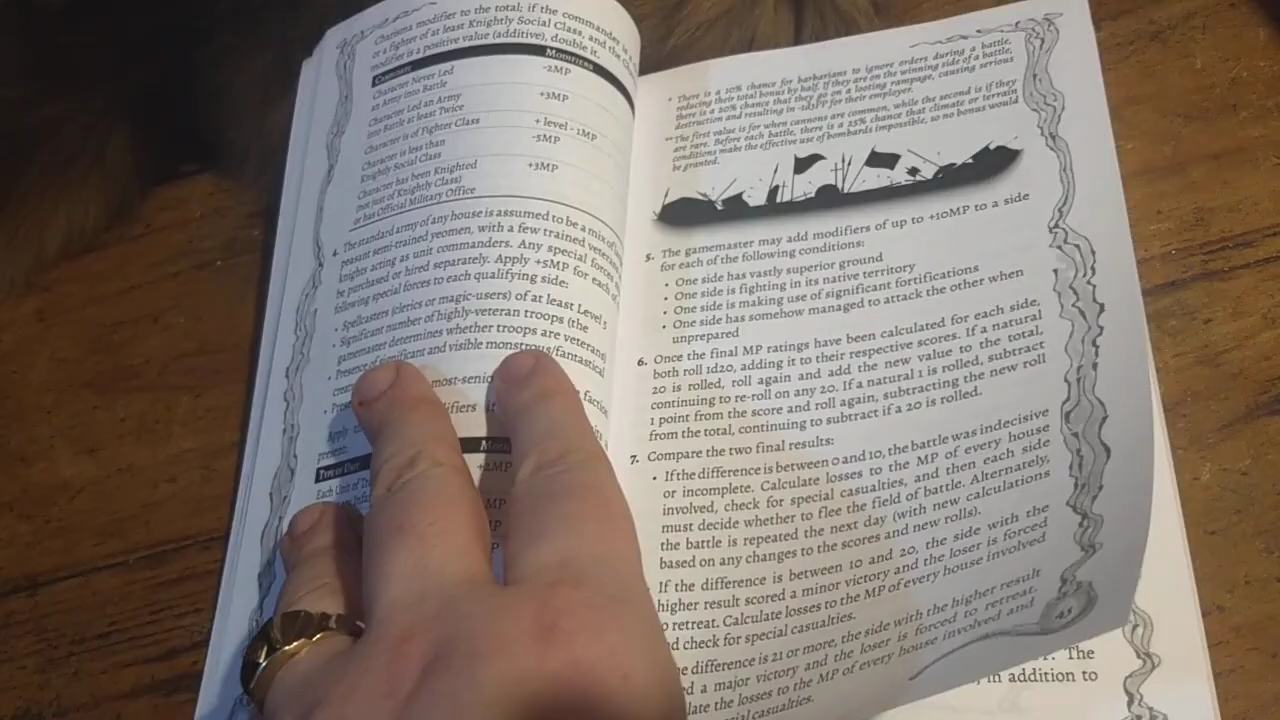 Charisma modifier to the total; if the commander is
or a fighter of at least Knightly Social Class, and the
modifier is a positive value (additive), double it.
Candidate Modifiers
Character Never Led
an Army into Battle -2MP
Character Led an Army
into Battle at least Twice +3MP
Character is of Fighter Class + level - 1MP
Character is less than
Knightly Social Class -5MP
Character has been Knighted
(not just of Knightly Class)
or has Official Military Office +3MP
4. The standard army of any house is assumed to be a mix of
peasant semi-trained yeomen, with a few trained
knights acting as unit commanders. Any special forces
be purchased or hired separately. Apply +5MP for each of
following special forces to each qualifying side:
• Spellcasters (clerics or magic-users) of at least Level 5
• Significant number of highly-veteran troops (the
gamemaster determines whether troops are veterans)
• Presence of significant and visible monstrous/fantastical
most-senio faction
Apply
present:
Type of Unit
Each Unit of
* There is a 10% chance for barbarians to ignore orders during a battle,
reducing their total bonus by half. If they are on the winning side of a battle,
there is a 20% chance that they go on a looting rampage, causing serious
destruction and resulting in -1d3PP for their employer.
** The first value is for when cannons are common, while the second is if they
are rare. Before each battle, there is a 25% chance that climate or terrain
conditions make the effective use of bombards impossible, so no bonus would
be granted.
5. The gamemaster may add modifiers of up to +10MP to a side
for each of the following conditions:
• One side has vastly superior ground
• One side is fighting in its native territory
• One side is making use of significant fortifications
• One side has somehow managed to attack the other when
unprepared
6. Once the final MP ratings have been calculated for each side,
both roll 1d20, adding it to their respective scores. If a natural
20 is rolled, roll again and add the new value to the total,
continuing to re-roll on any 20. If a natural 1 is rolled, subtract
1 point from the score and roll again, subtracting the new roll
from the total, continuing to subtract if a 20 is rolled.
7. Compare the two final results:
• If the difference is between 0 and 10, the battle was indecisive
or incomplete. Calculate losses to the MP of every house
involved, check for special casualties, and then each side
must decide whether to flee the field of battle. Alternately,
the battle is repeated the next day (with new calculations
based on any changes to the scores and new rolls).
If the difference is between 10 and 20, the side with the
higher result scored a minor victory and the loser is forced
o retreat. Calculate losses to the MP of every house involved
nd check for special casualties.
e difference is 21 or more, the side with the higher result
d a major victory and the loser is forced to retreat.
late the losses to the MP of every house involved and
cial casualties.
45
The
in addition to